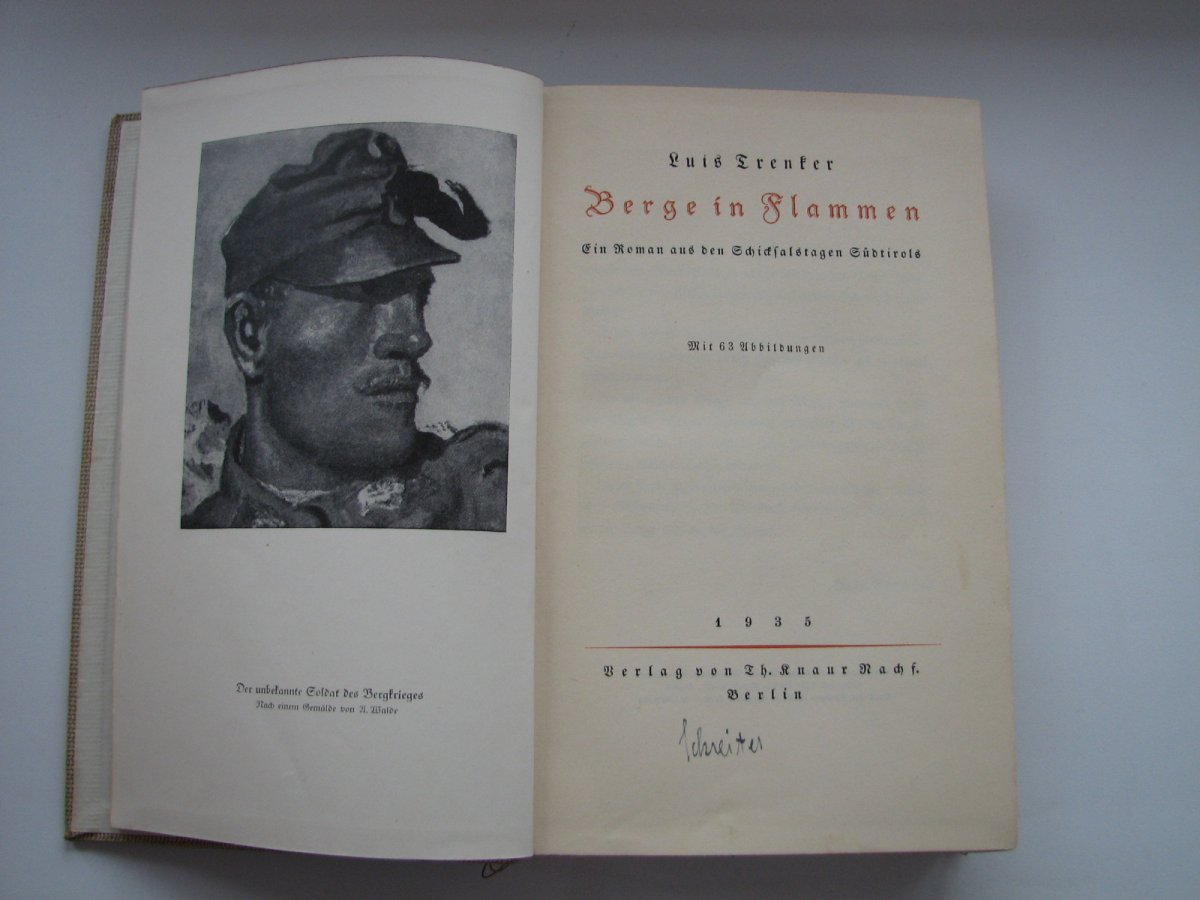 Der unbekannte Soldat des Bergkrieges
Nach einem Gemälde von A. Walde
Luis Trenker
Berge in Flammen
Ein Roman aus den Schicksalstagen Südtirols
Mit 63 Abbildungen
1935
Verlag von Th. Knaur Nachf.
Berlin
Schreiter